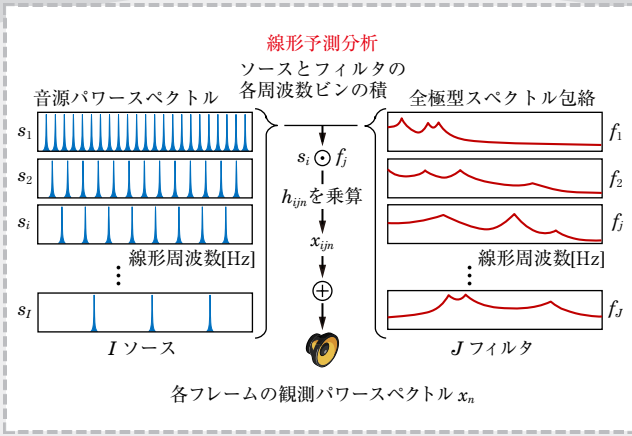 線形予測分析
ソースとフィルタの
各周波数ビンの積
音源パワースペクトル
全極型スペクトル包絡
s1
f1
si ⊙ fj
s2
f2
hijnを乗算
si
fj
xijn
線形周波数[Hz]
線形周波数[Hz]
sI
fJ
I ソース
J フィルタ
各フレームの観測パワースペクトル xn